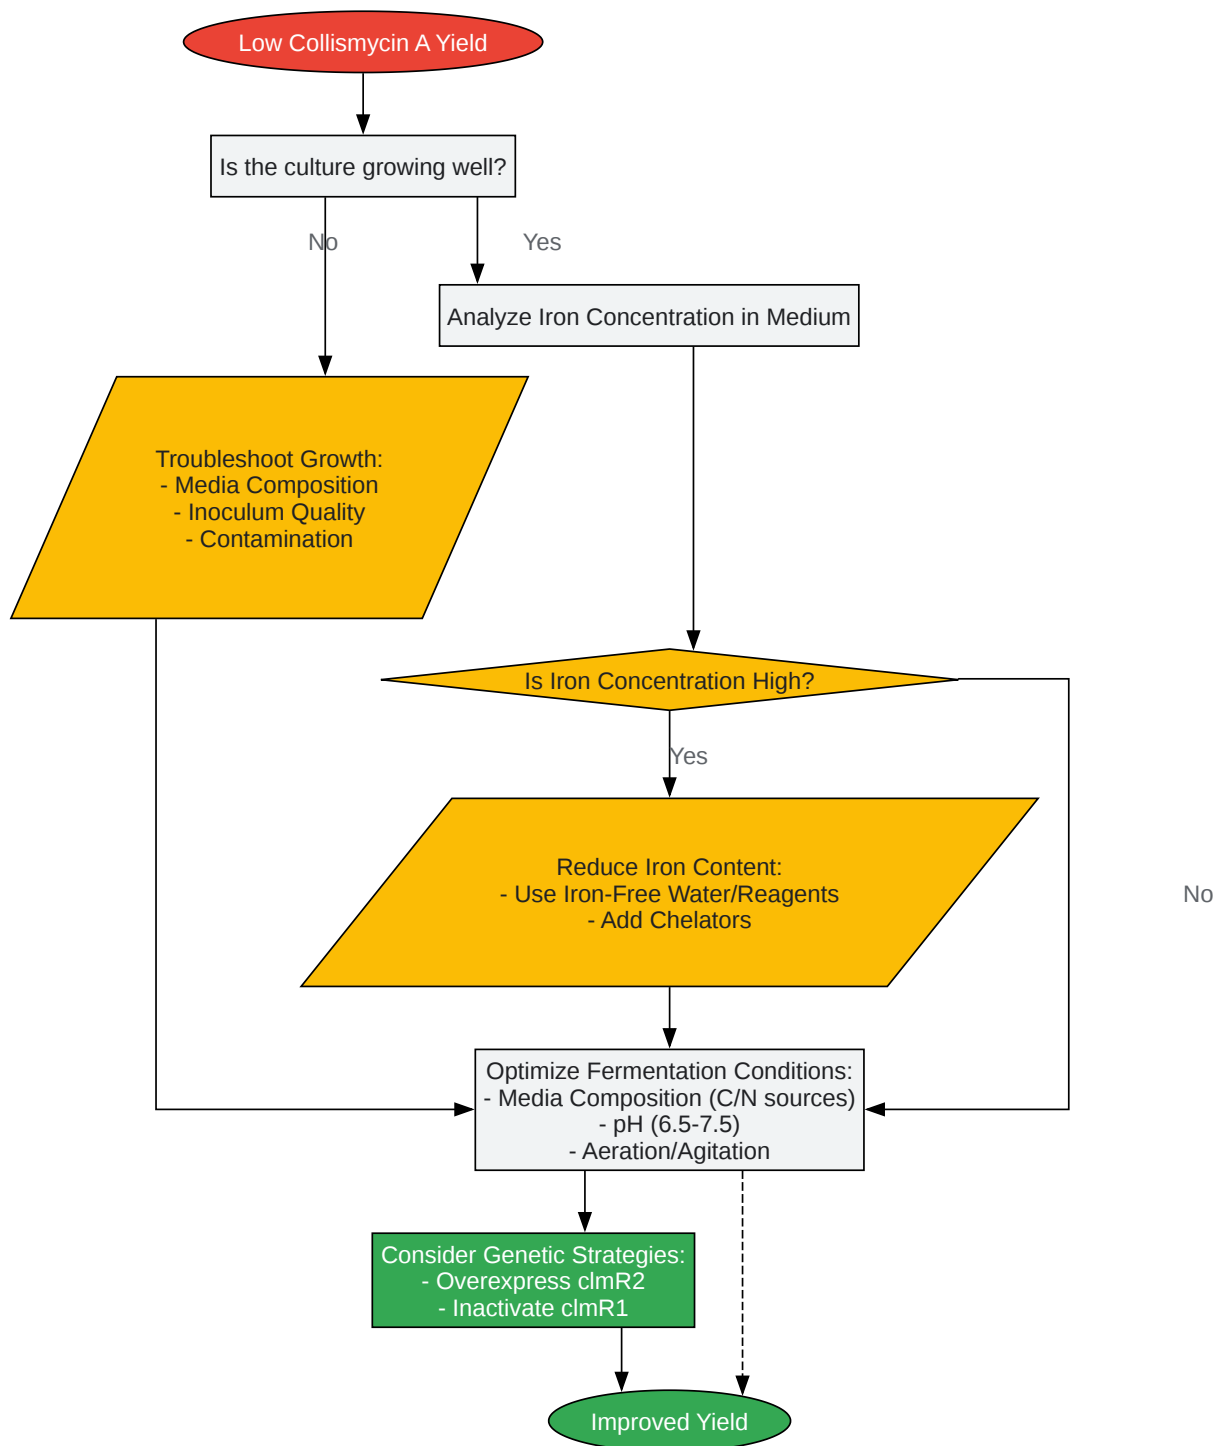 Low Collismycin A Yield
Is the culture growing well?
No
Yes
Analyze Iron Concentration in Medium
Troubleshoot Growth:
- Media Composition
- Inoculum Quality
- Contamination
Is Iron Concentration High?
Yes
Reduce Iron Content:
- Use Iron-Free Water/Reagents
- Add Chelators
No
Optimize Fermentation Conditions:
- Media Composition (C/N sources)
- pH (6.5-7.5)
- Aeration/Agitation
Consider Genetic Strategies:
- Overexpress clmR2
- Inactivate clmR1
Improved Yield